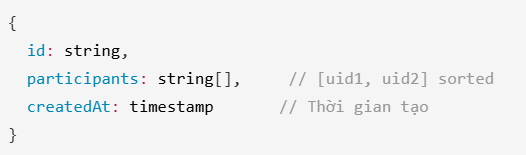 {
id: string,
participants: string[], // [uid1, uid2] sorted
createdAt: timestamp // Thời gian tạo
}